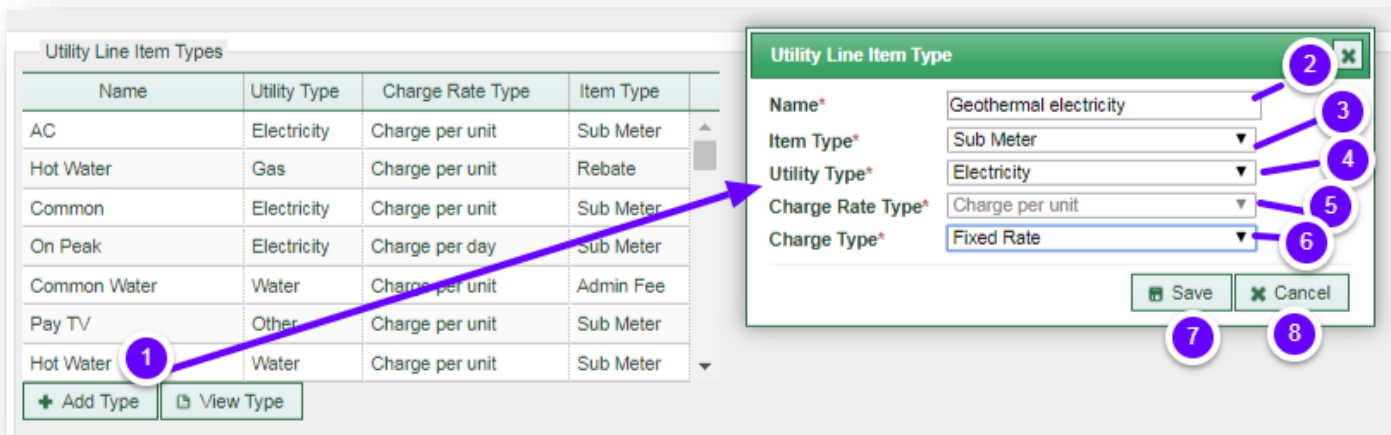 Utility Line Item Types
Name Utility Type Charge Rate Type Item Type
AC Electricity Charge per unit Sub Meter
Hot Water Gas Charge per unit Rebate
Common Electricity Charge per unit Sub Meter
On Peak Electricity Charge per day Sub Meter
Common Water Water Charge per unit Admin Fee
Pay TV Other Charge per unit Sub Meter
Hot Water 1 Water Charge per unit Sub Meter
Add Type View Type
Utility Line Item Type
2
Name* Geothermal electricity
3
Item Type* Sub Meter
4
Utility Type* Electricity
Charge Rate Type* Charge per unit 5
Charge Type* Fixed Rate 6
Save Cancel
7 8